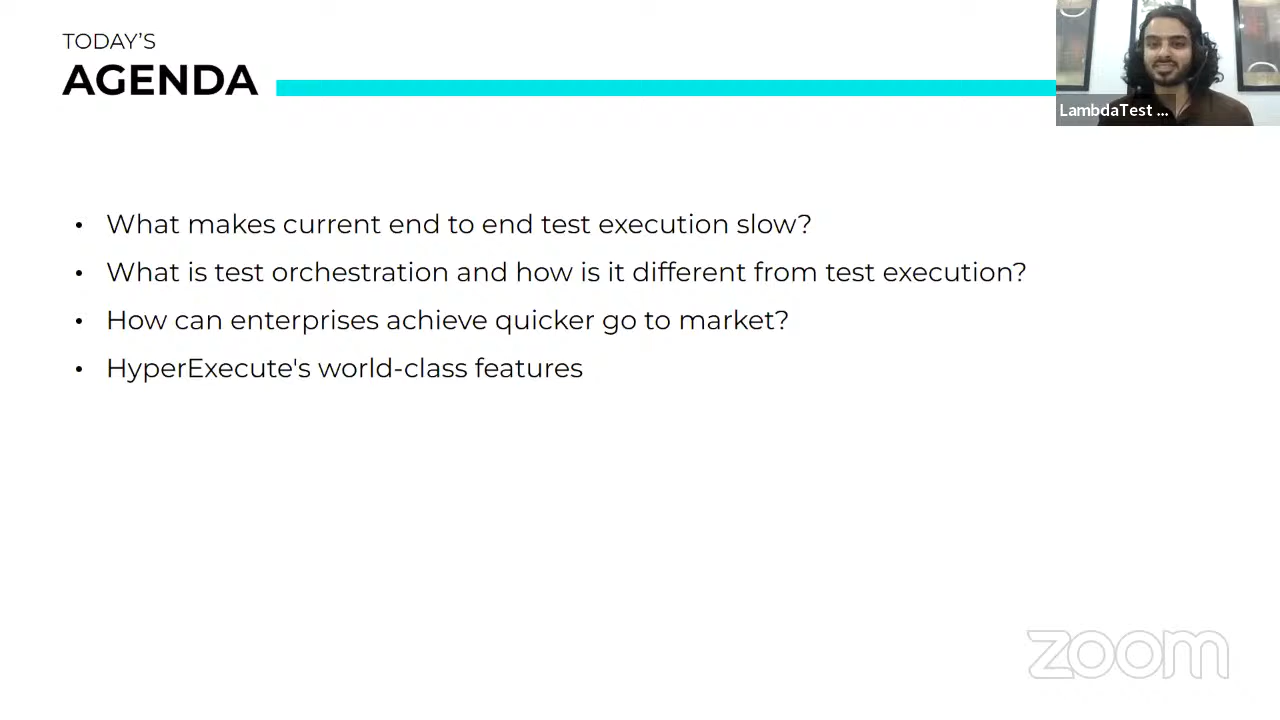 TODAY'S
AGENDA
LambdaTest ...
• What makes current end to end test execution slow?
• What is test orchestration and how is it different from test execution?
• How can enterprises achieve quicker go to market?
• HyperExecute's world-class features
zoom